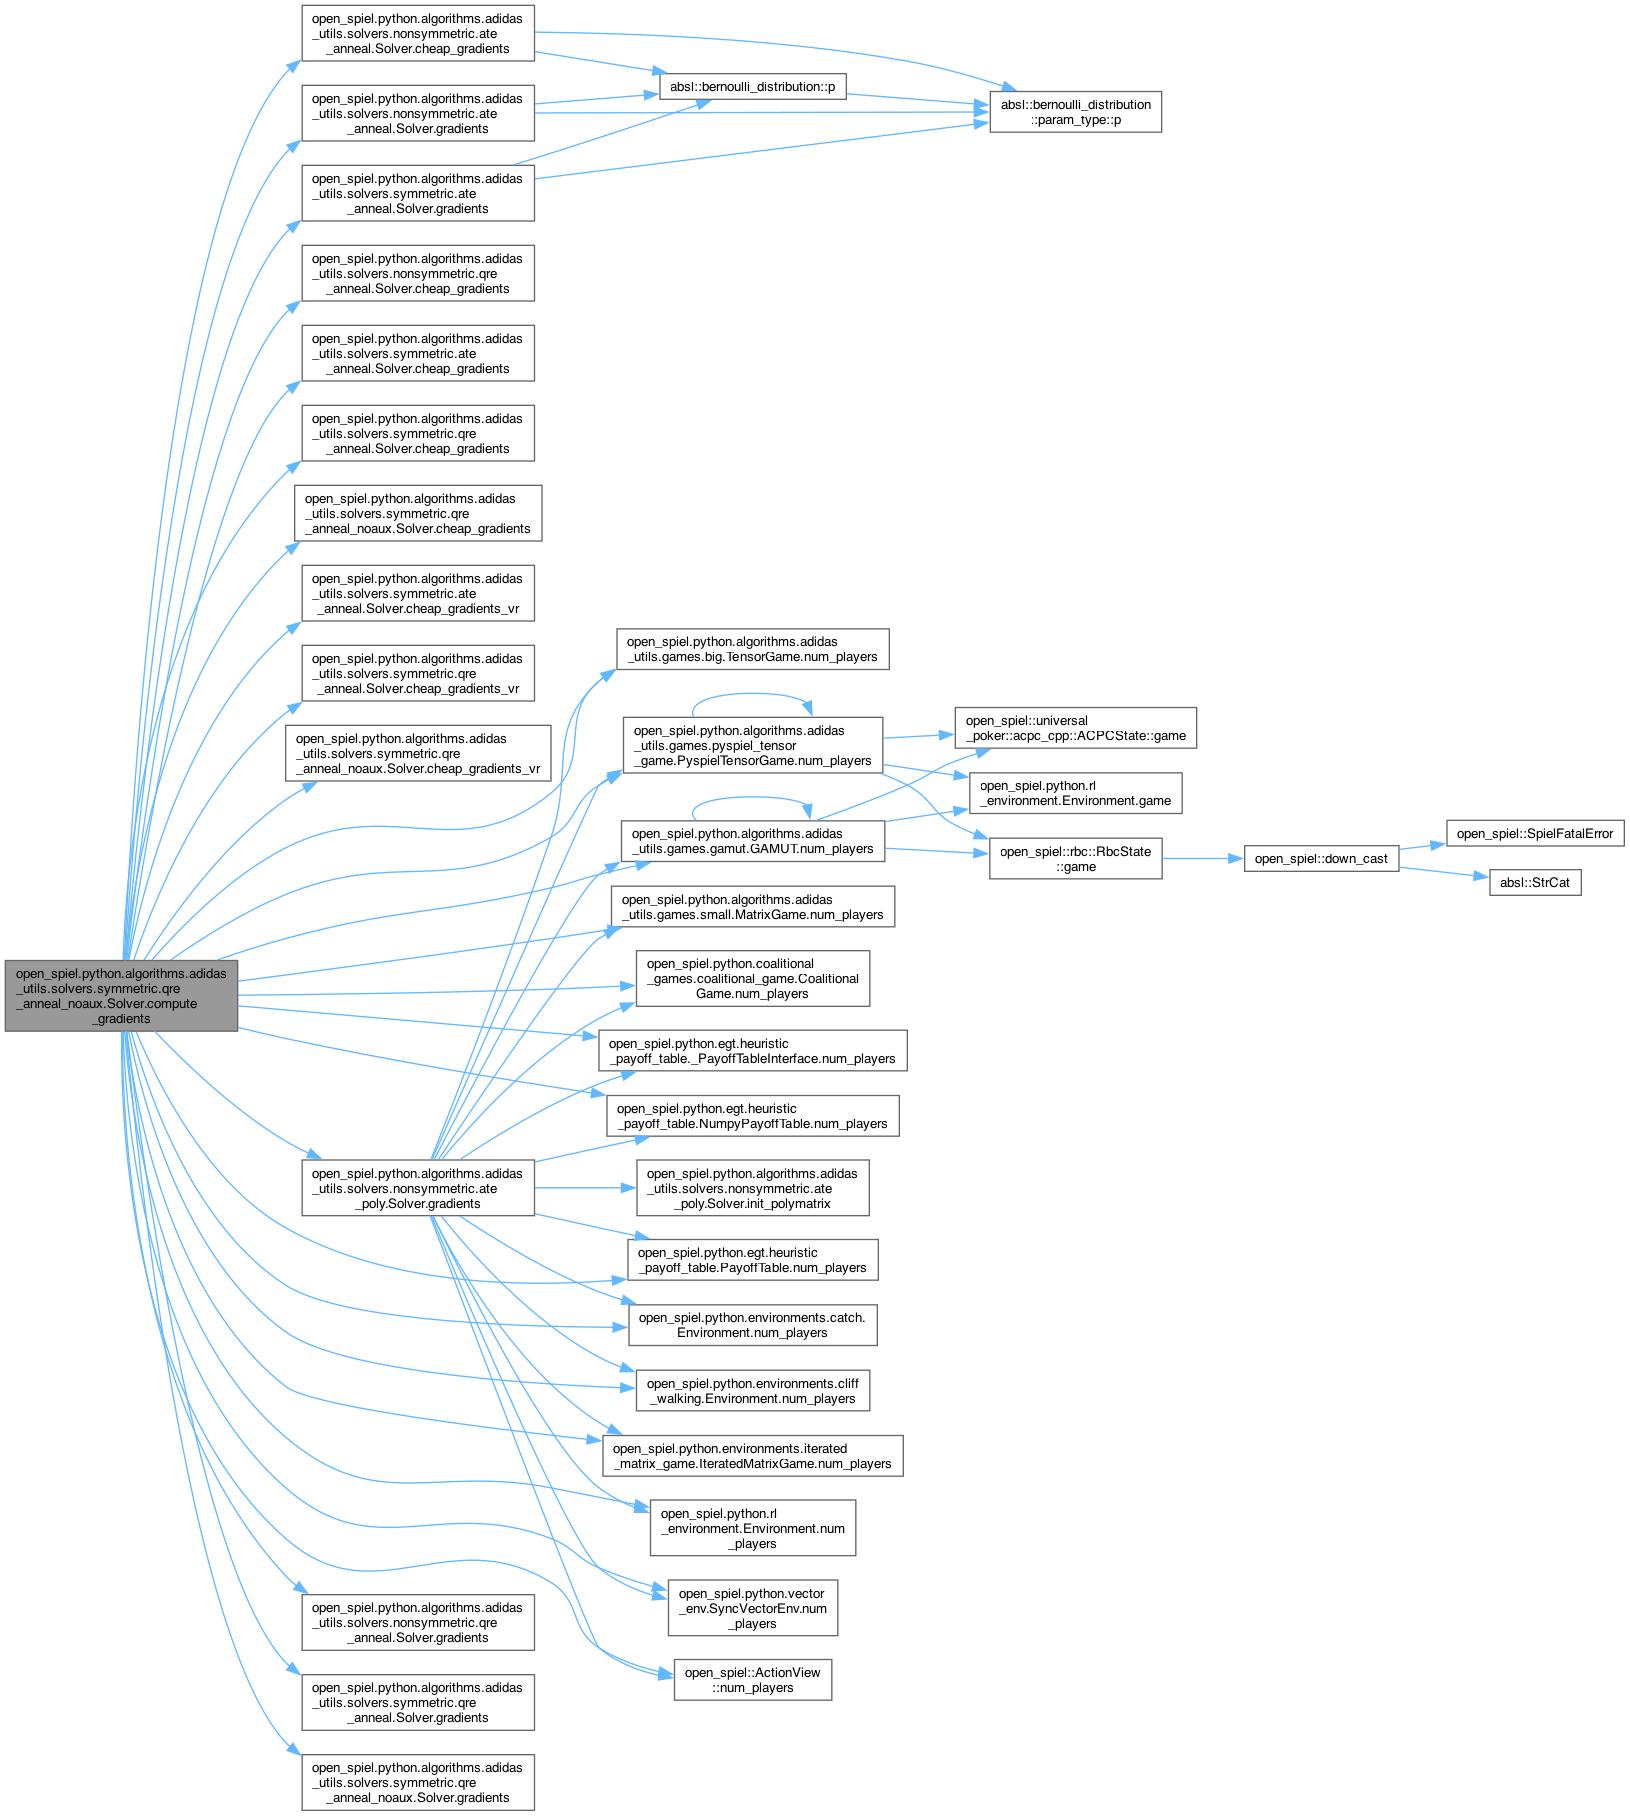 open_spiel.python.algorithms.adidas
_utils.solvers.symmetric.qre
_anneal_noaux.Solver.compute
_gradients
open_spiel.python.algorithms.adidas
_utils.solvers.nonsymmetric.ate
_anneal.Solver.cheap_gradients
open_spiel.python.algorithms.adidas
_utils.solvers.nonsymmetric.ate
_anneal.Solver.gradients
open_spiel.python.algorithms.adidas
_utils.solvers.symmetric.ate
_anneal.Solver.gradients
open_spiel.python.algorithms.adidas
_utils.solvers.nonsymmetric.qre
_anneal.Solver.cheap_gradients
open_spiel.python.algorithms.adidas
_utils.solvers.symmetric.ate
_anneal.Solver.cheap_gradients
open_spiel.python.algorithms.adidas
_utils.solvers.symmetric.qre
_anneal.Solver.cheap_gradients
open_spiel.python.algorithms.adidas
_utils.solvers.symmetric.qre
_anneal_noaux.Solver.cheap_gradients
open_spiel.python.algorithms.adidas
_utils.solvers.symmetric.ate
_anneal.Solver.cheap_gradients_vr
open_spiel.python.algorithms.adidas
_utils.solvers.symmetric.qre
_anneal.Solver.cheap_gradients_vr
open_spiel.python.algorithms.adidas
_utils.solvers.symmetric.qre
_anneal_noaux.Solver.cheap_gradients_vr
open_spiel.python.algorithms.adidas
_utils.solvers.nonsymmetric.ate
_poly.Solver.gradients
open_spiel.python.algorithms.adidas
_utils.solvers.nonsymmetric.qre
_anneal.Solver.gradients
open_spiel.python.algorithms.adidas
_utils.solvers.symmetric.qre
_anneal.Solver.gradients
open_spiel.python.algorithms.adidas
_utils.solvers.symmetric.qre
_anneal_noaux.Solver.gradients
absl::bernoulli_distribution::p
absl::bernoulli_distribution
::param_type::p
open_spiel.python.algorithms.adidas
_utils.games.big.TensorGame.num_players
open_spiel.python.algorithms.adidas
_utils.games.pyspiel_tensor
_game.PyspielTensorGame.num_players
open_spiel.python.algorithms.adidas
_utils.games.gamut.GAMUT.num_players
open_spiel.python.algorithms.adidas
_utils.games.small.MatrixGame.num_players
open_spiel.python.coalitional
_games.coalitional_game.Coalitional
Game.num_players
open_spiel.python.egt.heuristic
_payoff_table._PayoffTableInterface.num_players
open_spiel.python.egt.heuristic
_payoff_table.NumpyPayoffTable.num_players
open_spiel.python.algorithms.adidas
_utils.solvers.nonsymmetric.ate
_poly.Solver.init_polymatrix
open_spiel.python.egt.heuristic
_payoff_table.PayoffTable.num_players
open_spiel.python.environments.catch.
Environment.num_players
open_spiel.python.environments.cliff
_walking.Environment.num_players
open_spiel.python.environments.iterated
_matrix_game.IteratedMatrixGame.num_players
open_spiel.python.rl
_environment.Environment.num
_players
open_spiel.python.vector
_env.SyncVectorEnv.num
_players
open_spiel::ActionView
::num_players
open_spiel::universal
_poker::acpc_cpp::ACPCState::game
open_spiel.python.rl
_environment.Environment.game
open_spiel::rbc::RbcState
::game
open_spiel::down_cast
open_spiel::SpielFatalError
absl::StrCat